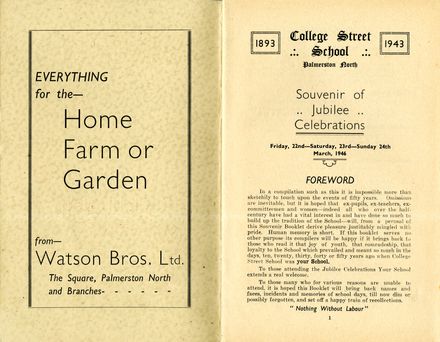 EVERYTHING
for the—
Home
Farm or
Garden
from—
Watson Bros. Ltd.
The Square, Palmerston North
and Branches- - - - - -
1893
College Street
.:. School .:.
Palmerston North
1943
Souvenir of
.. Jubilee ..
Celebrations
Friday, 22nd—Saturday, 23rd—Sunday 24th
March, 1946
FOREWORD
In a compilation such as this it is impossible more than
sketchily to touch upon the events of fifty years. Omissions
are inevitable, but it is hoped that ex-pupils, ex-teachers, ex-
committeemen and women—indeed all who over the half-
century have had a vital interest in and have done so much to
build up the tradition of the School—will, from a perusal of
this Souvenir Booklet derive pleasure justifiably mingled with
pride. Human memory is short. If this booklet serves no
other purpose its compilers will be happy if it brings back to
those who read it that joy of youth, that comradeship, that
loyalty to the School which prevailed and meant so much in the
days, ten, twenty, thirty, forty or fifty years ago when College
Street School was your School.
To those attending the Jubilee Celebrations Your School
extends a real welcome.
To those many who for various reasons are unable to
attend, it is hoped this Booklet will bring back names and
faces, incidents and memories of school days, till now dim or
possibly forgotten, and set off a happy train of recollections.
"Nothing Without Labour"
1